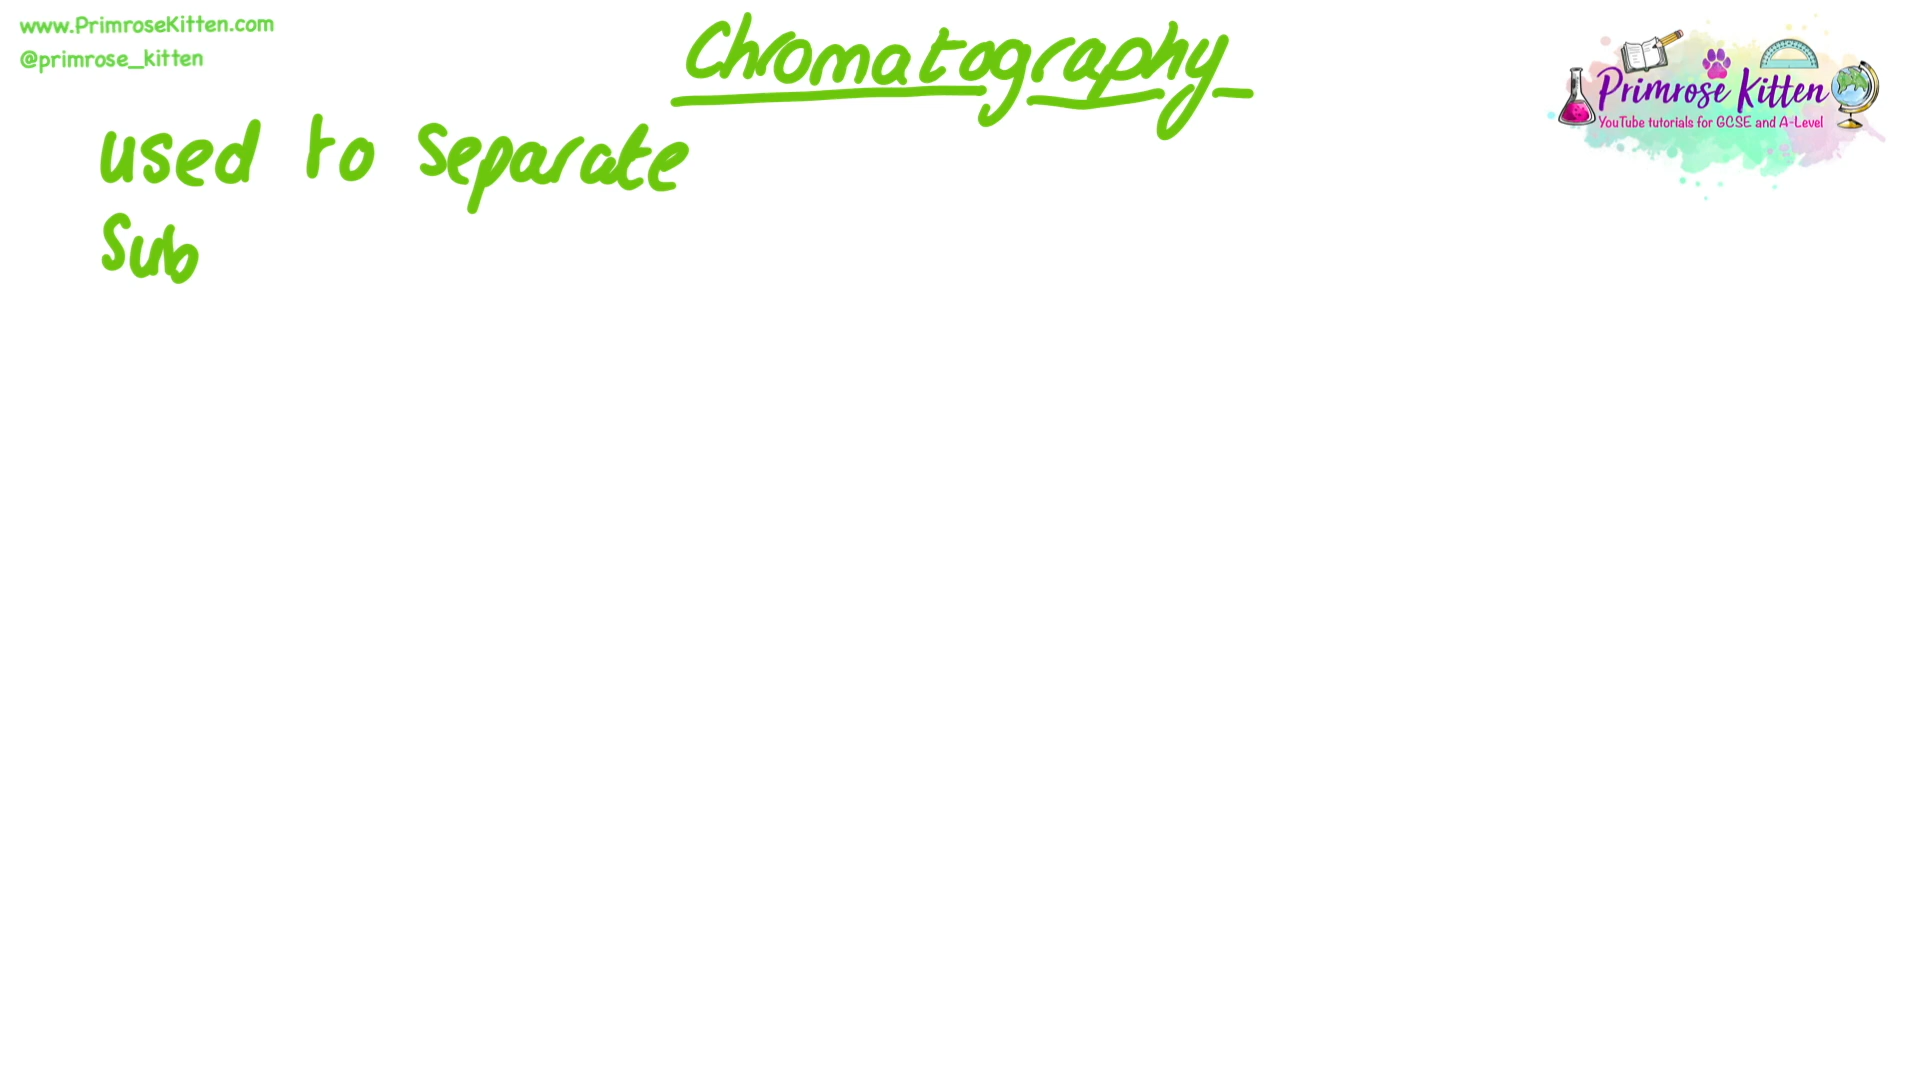 www.PrimroseKitten.com
@primrose_kitten
Chromatography
Primrose Kitten
YouTube tutorials for GCSE and A-Level
used to separate
Sub